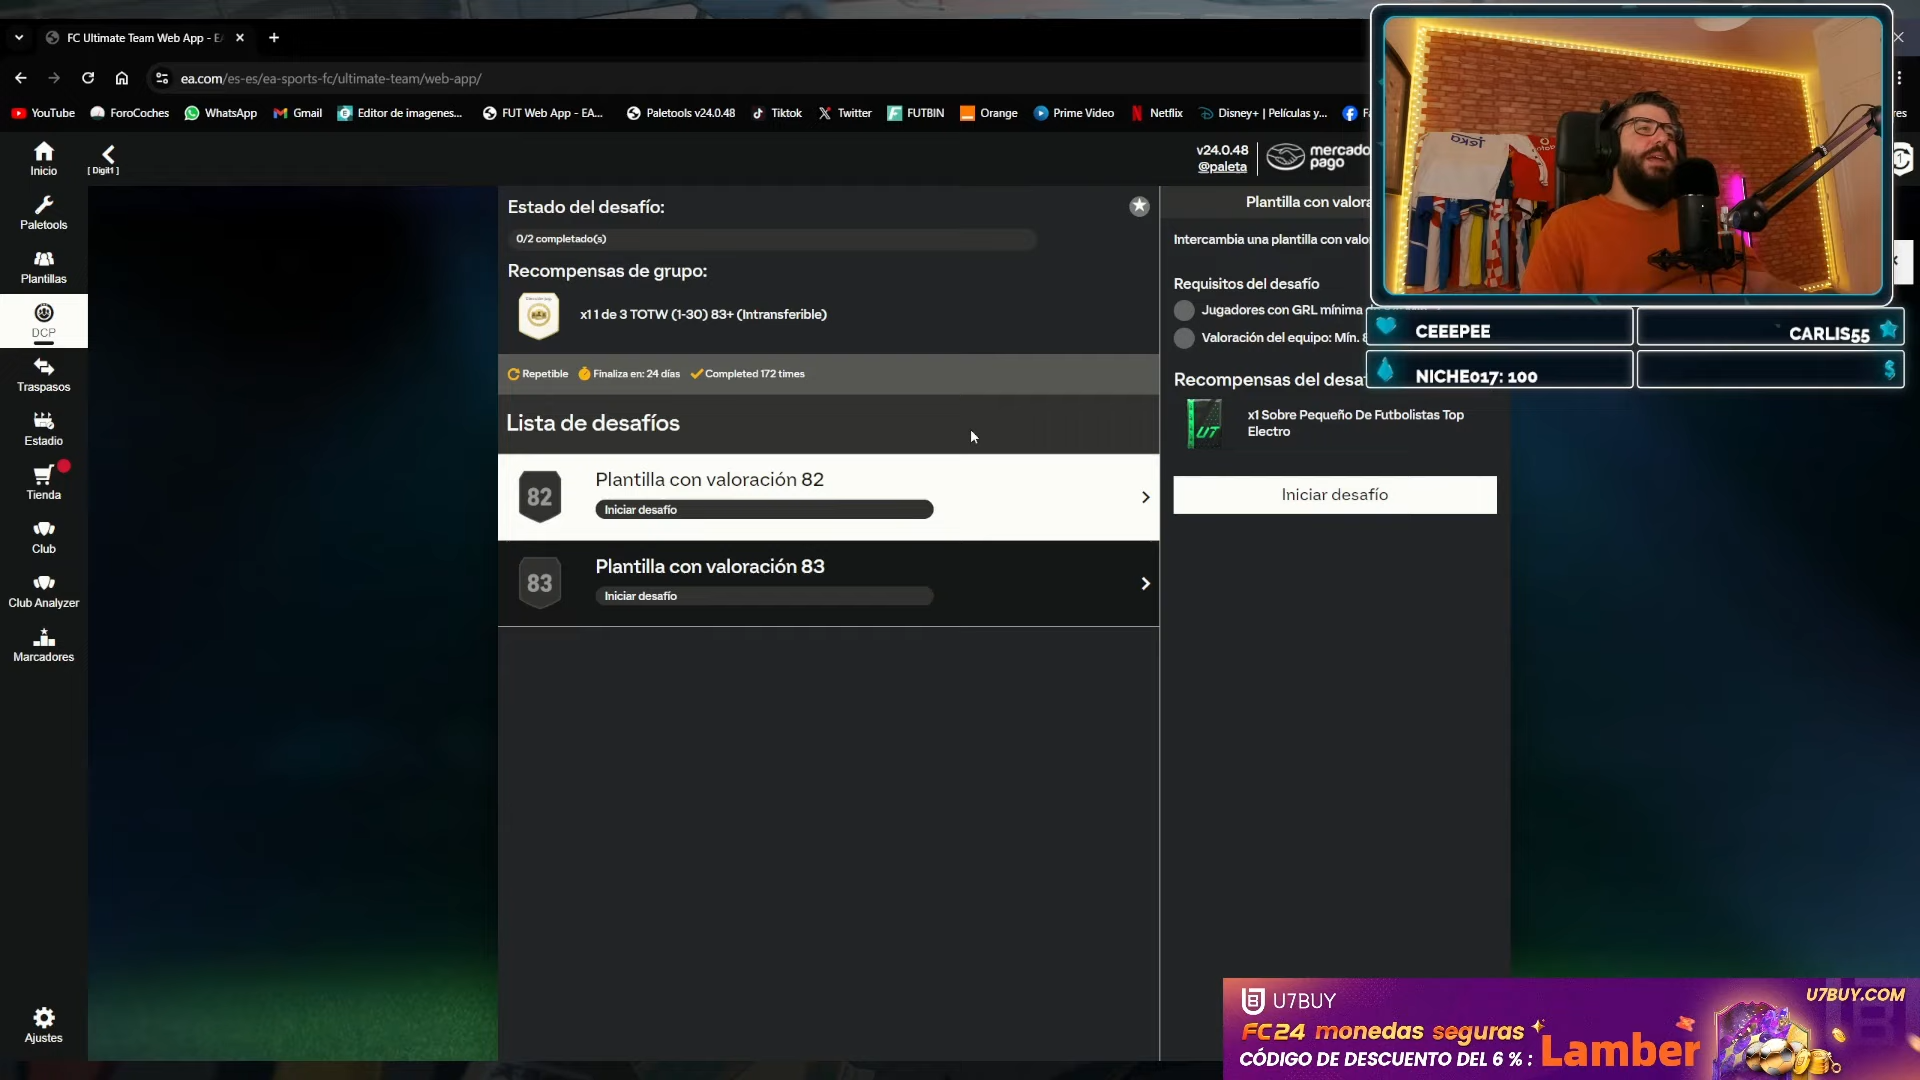 FC Ultimate Team Web App - E
ea.com/es-es/ea-sports-fc/ultimate-team/web-app/
YouTube
ForoCoches
WhatsApp
Gmail
Editor de imagenes...
FUT Web App - EA...
Paletools v24.0.48
Tiktok
Twitter
FUTBIN
Orange
Prime Video
Netflix
Disney+ | Películas y...
Inicio
[ Digit1 ]
Paletools
Plantillas
DCP
Traspasos
Estadio
Tienda
Club
Club Analyzer
Marcadores
Ajustes
v24.0.48
@paleta
mercado
pago
Estado del desafío:
0/2 completado(s)
Recompensas de grupo:
x1 1 de 3 TOTW (1-30) 83+ (Intransferible)
Repetible
Finaliza en: 24 días
Completed 172 times
Lista de desafíos
82
Plantilla con valoración 82
Iniciar desafío
83
Plantilla con valoración 83
Iniciar desafío
Plantilla con valora
Intercambia una plantilla con valo
Requisitos del desafío
Jugadores con GRL mínima
Valoración del equipo: Mín.
Recompensas del desa
UT
x1 Sobre Pequeño De Futbolistas Top
Electro
Iniciar desafío
CEEEPEE
CARLIS55
NICHE017: 100
$
U7BUY
U7BUY.COM
FC24 monedas seguras
CÓDIGO DE DESCUENTO DEL 6 % : Lamber